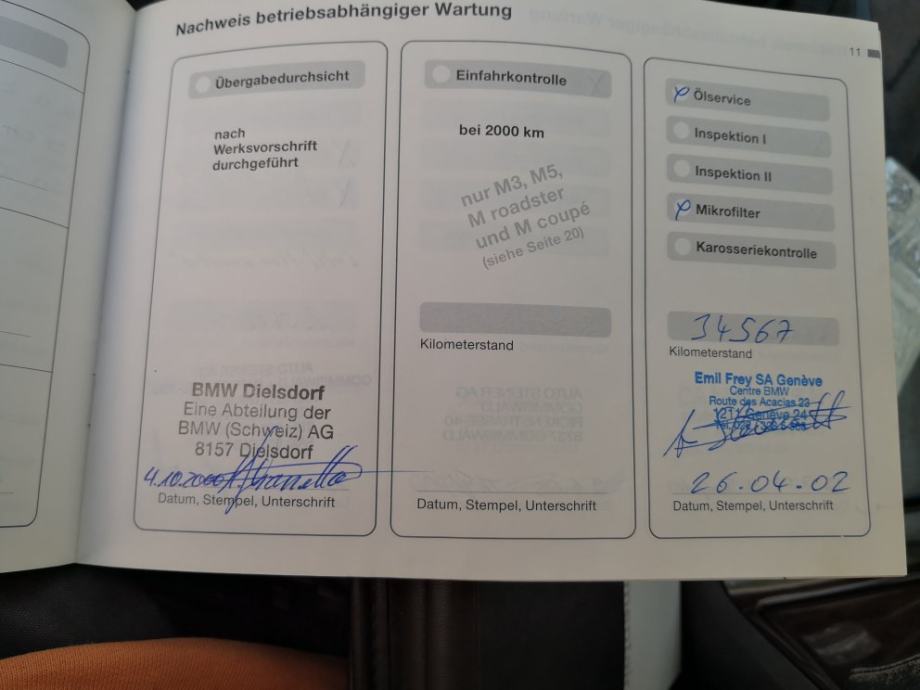 Nachweis betriebsabhängiger Wartung
11
Übergabedurchsicht
nach
Werksvorschrift
durchgeführt
BMW Dielsdorf
Eine Abteilung der
BMW (Schweiz) AG
8157 Dielsdorf
4.10.2000
Datum, Stempel, Unterschrift
Einfahrkontrolle
bei 2000 km
nur M3, M5,
M roadster
und M coupé
(siehe Seite 20)
Kilometerstand
Datum, Stempel, Unterschrift
Ölservice
Inspektion I
Inspektion II
Mikrofilter
Karosseriekontrolle
34567
Kilometerstand
Emil Frey SA Genève
Centre BMW
Route des Acacias 23
1211 Genève 24
26.04.02
Datum, Stempel, Unterschrift